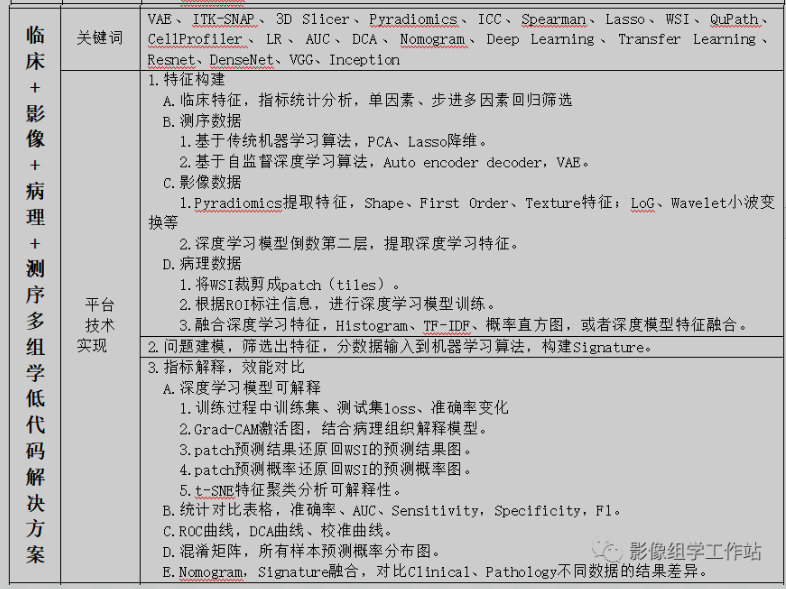 临床+影像+病理+测序多组学低代码解决方案
关键词
VAE、ITK-SNAP、3D Slicer、Pyradiomics、ICC、Spearman、Lasso、WSI、QuPath、
CellProfiler、LR、AUC、DCA、Nomogram、Deep Learning、Transfer Learning、
Resnet、DenseNet、VGG、Inception
平台
技术
实现
1.特征构建
A.临床特征，指标统计分析，单因素、步进多因素回归筛选
B.测序数据
1.基于传统机器学习算法，PCA、Lasso降维。
2.基于自监督深度学习算法，Auto encoder decoder，VAE。
C.影像数据
1.Pyradiomics提取特征，Shape、First Order、Texture特征；LoG、Wavelet小波变
换等
2.深度学习模型倒数第二层，提取深度学习特征。
D.病理数据
1.将WSI裁剪成patch（tiles）。
2.根据ROI标注信息，进行深度学习模型训练。
3.融合深度学习特征，Histogram、TF-IDF、概率直方图，或者深度模型特征融合。
2.问题建模，筛选出特征，分数据输入到机器学习算法，构建Signature。
3.指标解释，效能对比
A.深度学习模型可解释
1.训练过程中训练集、测试集loss、准确率变化
2.Grad-CAM激活图，结合病理组织解释模型。
3.patch预测结果还原回WSI的预测结果图。
4.patch预测概率还原回WSI的预测概率图。
5.t-SNE特征聚类分析可解释性。
B.统计对比表格，准确率、AUC、Sensitivity，Specificity，F1。
C.ROC曲线，DCA曲线、校准曲线。
D.混淆矩阵，所有样本预测概率分布图。
E.Nomogram，Signature融合，对比Clinical、Pathology不同数据的结果差异。
影像组学工作站